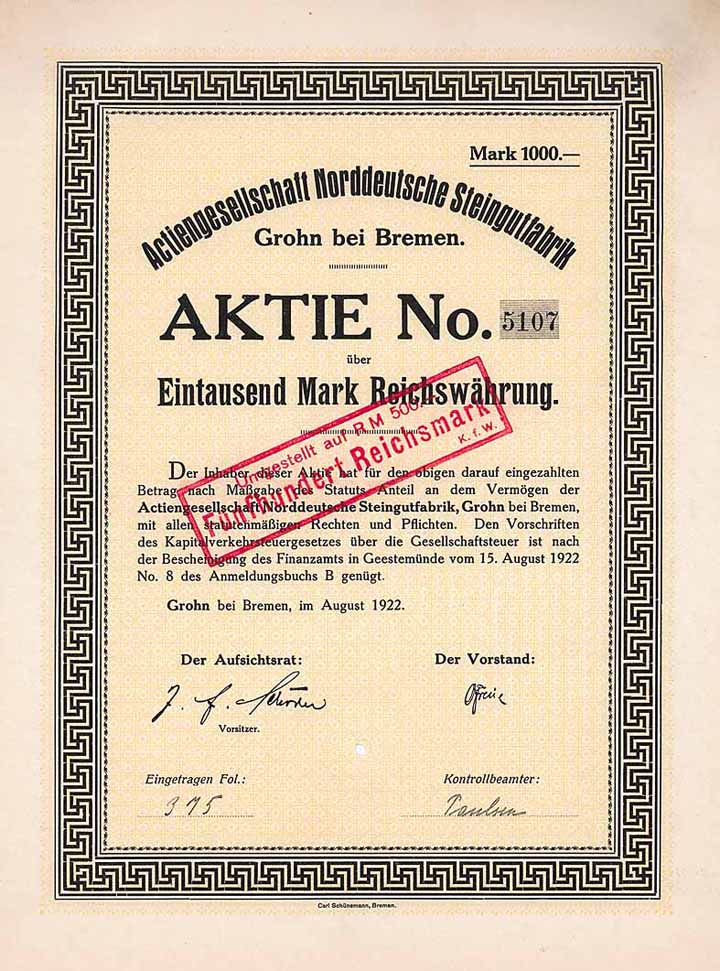 Mark 1000.—
Actiengesellschaft Norddeutsche Steingutfabrik
Grohn bei Bremen.
AKTIE No. 5107
über
Eintausend Mark Reichswährung.
Umgestellt auf R.M 500.—
Fünfhundert Reichsmark
K. f. W.
Der Inhaber dieser Aktie hat für den obigen darauf eingezahlten
Betrag nach Maßgabe des Statuts Anteil an dem Vermögen der
Actiengesellschaft Norddeutsche Steingutfabrik, Grohn bei Bremen,
mit allen statutenmäßigen Rechten und Pflichten. Den Vorschriften
des Kapitalverkehrsteuergesetzes über die Gesellschaftsteuer ist nach
der Bescheinigung des Finanzamts in Geestemünde vom 15. August 1922
No. 8 des Anmeldungsbuchs B genügt.
Grohn bei Bremen, im August 1922.
Der Aufsichtsrat:
Der Vorstand:
J. F. Schröder
Vorsitzer.
Eingetragen Fol.:
Kontrollbeamter:
375
Paulsen
Carl Schünemann, Bremen.